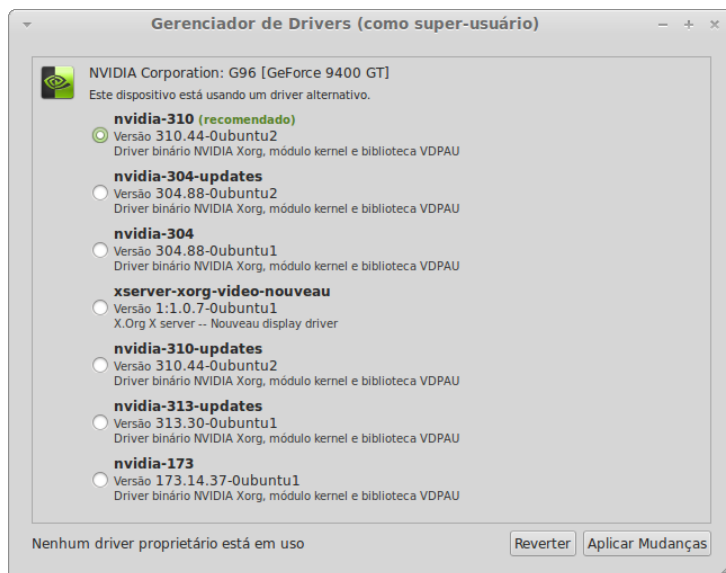 Gerenciador de Drivers (como super-usuário)
NVIDIA Corporation: G96 [GeForce 9400 GT]
Este dispositivo está usando um driver alternativo.
nvidia-310 (recomendado)
Versão 310.44-0ubuntu2
Driver binário NVIDIA Xorg, módulo kernel e biblioteca VDPAU
nvidia-304-updates
Versão 304.88-0ubuntu2
Driver binário NVIDIA Xorg, módulo kernel e biblioteca VDPAU
nvidia-304
Versão 304.88-0ubuntu1
Driver binário NVIDIA Xorg, módulo kernel e biblioteca VDPAU
xserver-xorg-video-nouveau
Versão 1:1.0.7-0ubuntu1
X.Org X server -- Nouveau display driver
nvidia-310-updates
Versão 310.44-0ubuntu2
Driver binário NVIDIA Xorg, módulo kernel e biblioteca VDPAU
nvidia-313-updates
Versão 313.30-0ubuntu1
Driver binário NVIDIA Xorg, módulo kernel e biblioteca VDPAU
nvidia-173
Versão 173.14.37-0ubuntu1
Driver binário NVIDIA Xorg, módulo kernel e biblioteca VDPAU
Nenhum driver proprietário está em uso
Reverter
Aplicar Mudanças